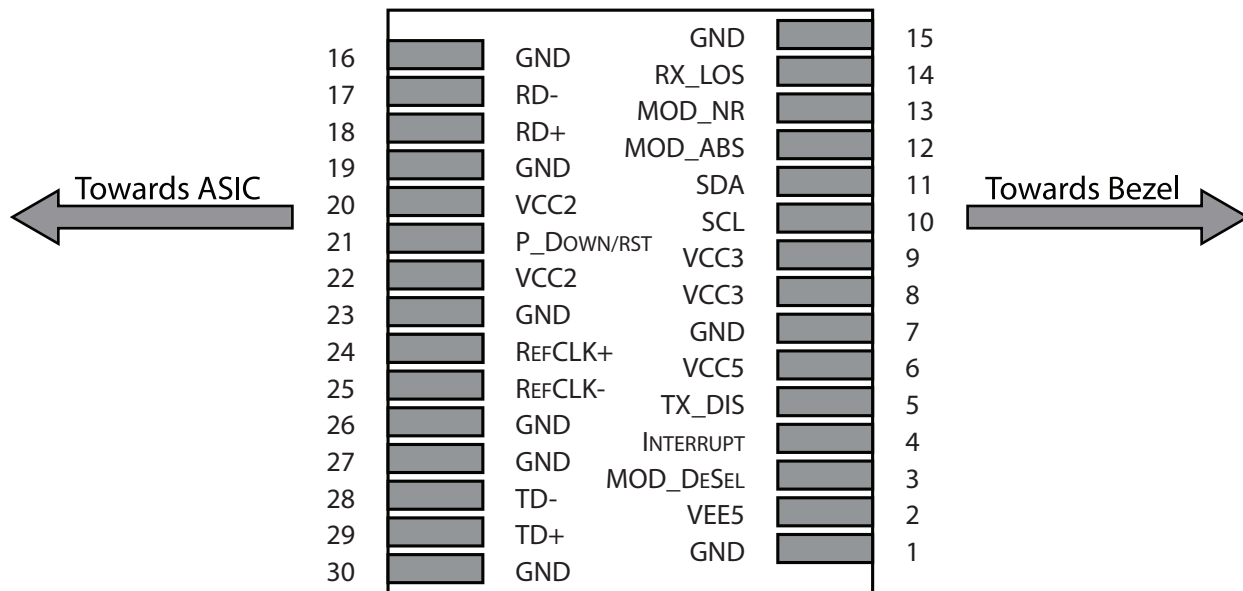 GND 15
16 GND
RX_LOS 14
17 RD-
MOD_NR 13
18 RD+
MOD_ABS 12
19 GND
SDA 11
Towards ASIC
Towards Bezel
20 VCC2
SCL 10
21 P_DOWN/RST
VCC3 9
22 VCC2
VCC3 8
23 GND
GND 7
24 REFCLK+
VCC5 6
25 REFCLK-
TX_DIS 5
26 GND
INTERRUPT 4
27 GND
MOD_DESEL 3
28 TD-
VEE5 2
29 TD+
GND 1
30 GND